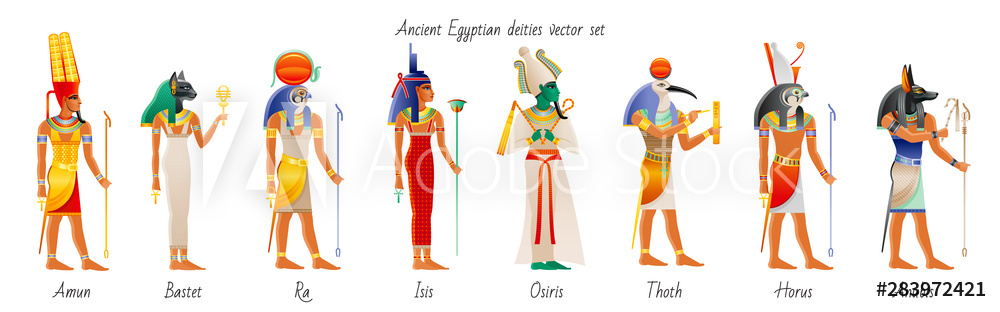 Ancient Egyptian deities vector set
Adobe Stock
Amun Bastet Ra Isis Osiris Thoth Horus
#283972421